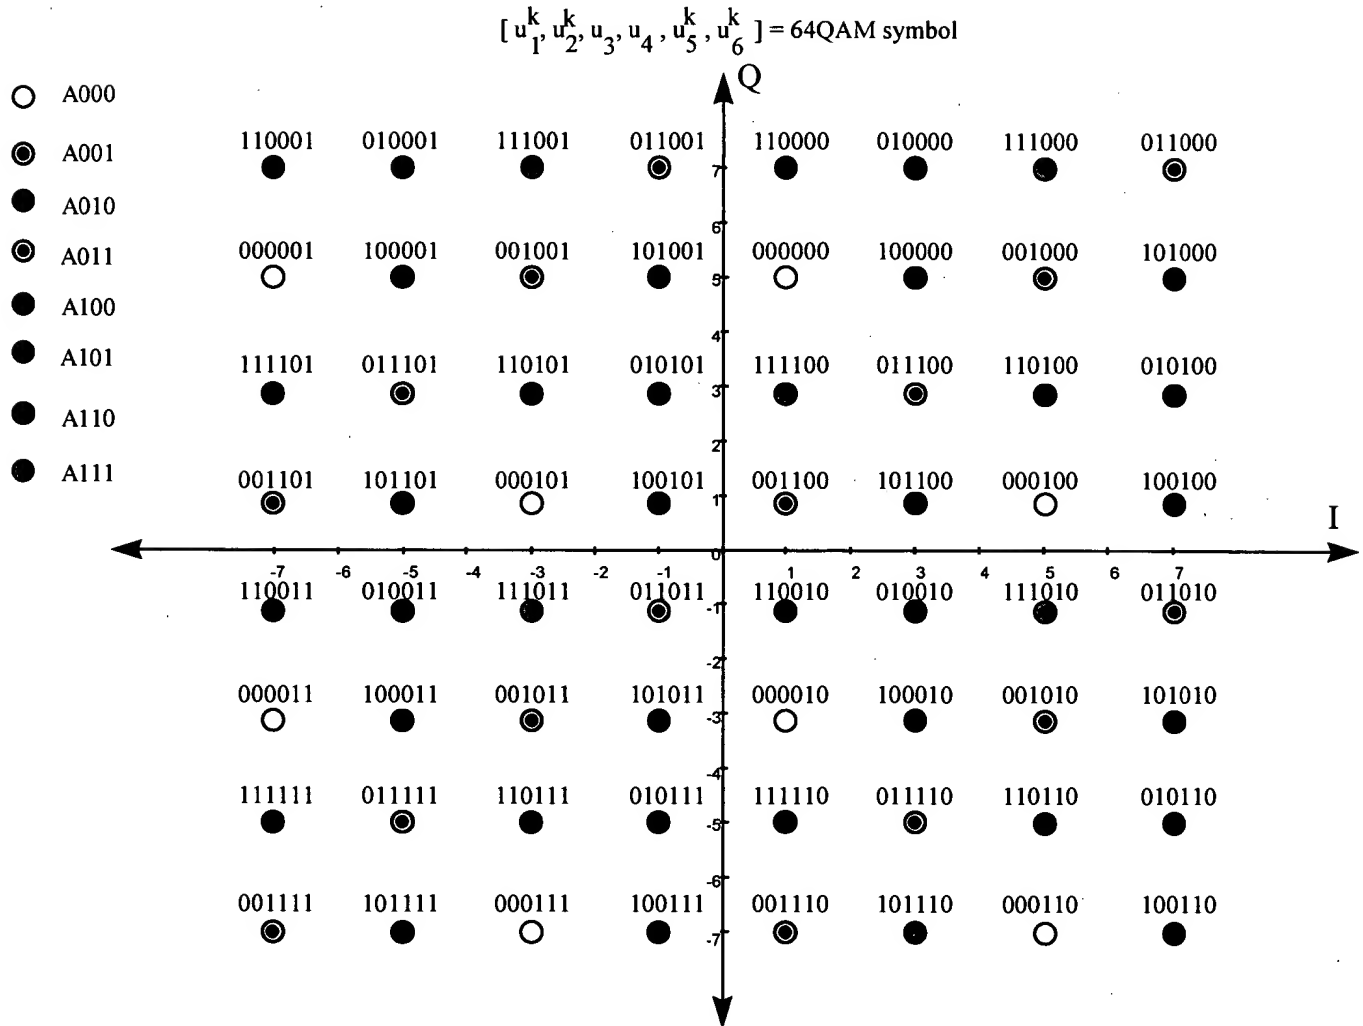 [ u₁ᵏ, u₂ᵏ, u₃, u₄, u₅ᵏ, u₆ᵏ ] = 64QAM symbol
Q
A000
A001
A010
A011
A100
A101
A110
A111
110001 010001 111001 011001 110000 010000 111000 011000
7
6
000001 100001 001001 101001 000000 100000 001000 101000
5
4
111101 011101 110101 010101 111100 011100 110100 010100
3
2
001101 101101 000101 100101 001100 101100 000100 100100
1
I
0
-7 -6 -5 -4 -3 -2 -1 1 2 3 4 5 6 7
110011 010011 111011 011011 110010 010010 111010 011010
-1
-2
000011 100011 001011 101011 000010 100010 001010 101010
-3
-4
111111 011111 110111 010111 111110 011110 110110 010110
-5
-6
001111 101111 000111 100111 001110 101110 000110 100110
-7